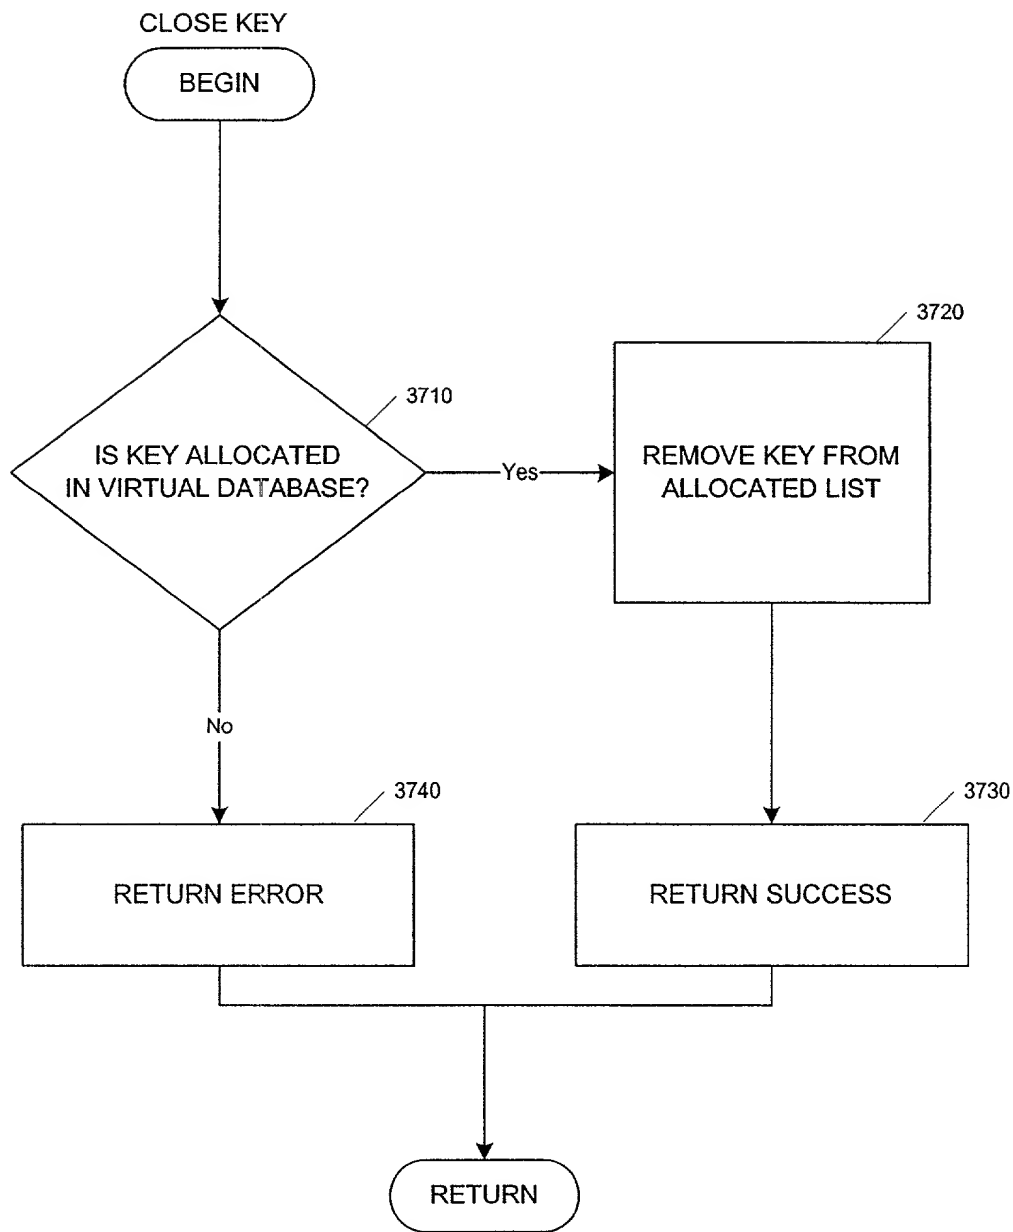 CLOSE KEY
BEGIN
3710
IS KEY ALLOCATED
IN VIRTUAL DATABASE?
Yes
3720
REMOVE KEY FROM
ALLOCATED LIST
No
3740
RETURN ERROR
3730
RETURN SUCCESS
RETURN